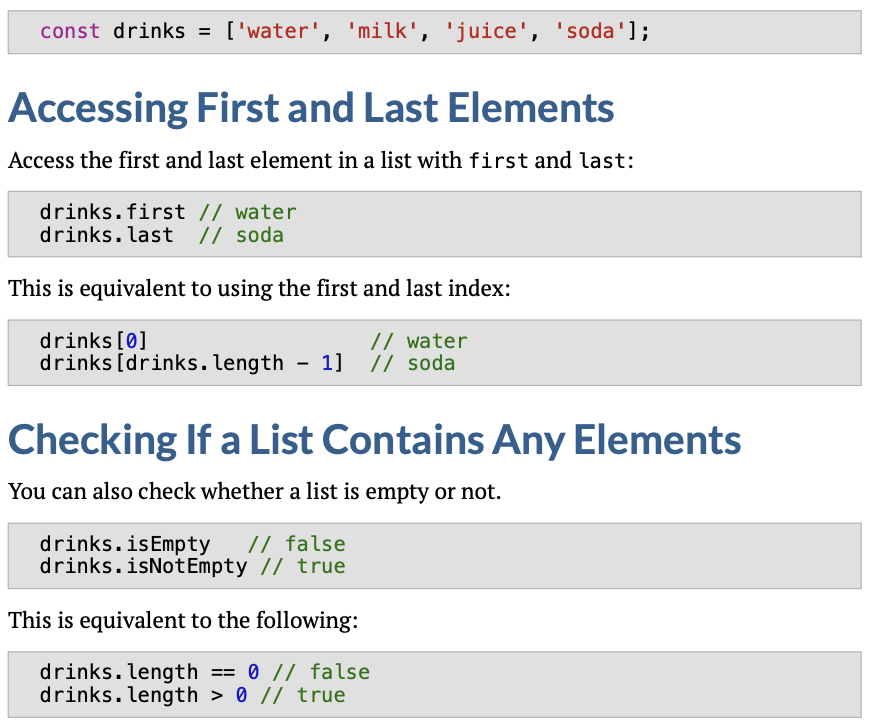 const drinks = ['water', 'milk', 'juice', 'soda'];
Accessing First and Last Elements
Access the first and last element in a list with first and last:
drinks.first // water
drinks.last  // soda
This is equivalent to using the first and last index:
drinks[0]                  // water
drinks[drinks.length - 1]  // soda
Checking If a List Contains Any Elements
You can also check whether a list is empty or not.
drinks.isEmpty   // false
drinks.isNotEmpty // true
This is equivalent to the following:
drinks.length == 0 // false
drinks.length > 0 // true